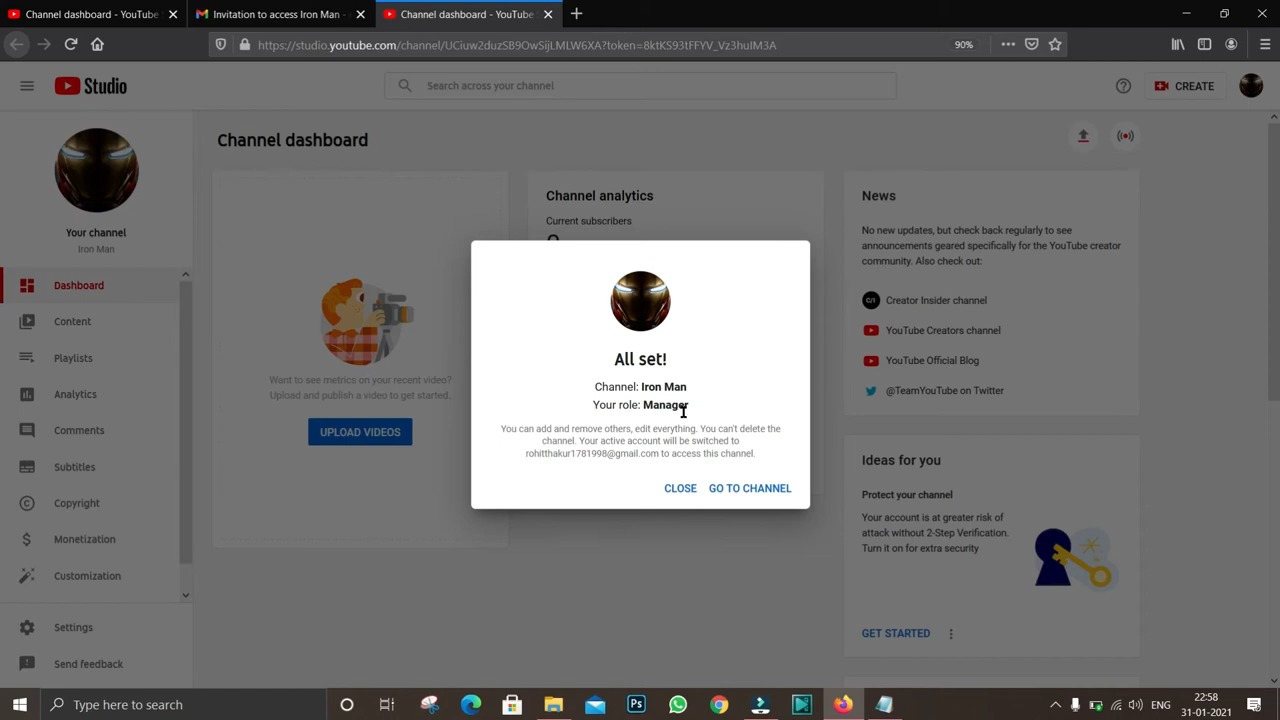 Channel dashboard - YouTube S
Invitation to access Iron Man -
Channel dashboard - YouTube S
https://studio.youtube.com/channel/UCiuw2duzSB9OwSijLMLW6XA?token=8ktKS93tFFYV_Vz3huIM3A
90%
Studio
Search across your channel
CREATE
Your channel
Iron Man
Dashboard
Content
Playlists
Analytics
Comments
Subtitles
Copyright
Monetization
Customization
Settings
Send feedback
Channel dashboard
Want to see metrics on your recent video?
Upload and publish a video to get started.
UPLOAD VIDEOS
Channel analytics
Current subscribers
All set!
Channel: Iron Man
Your role: Manager
You can add and remove others, edit everything. You can't delete the
channel. Your active account will be switched to
rohitthakur1781998@gmail.com to access this channel.
CLOSE GO TO CHANNEL
News
No new updates, but check back regularly to see
announcements geared specifically for the YouTube creator
community. Also check out:
Creator Insider channel
YouTube Creators channel
YouTube Official Blog
@TeamYouTube on Twitter
Ideas for you
Protect your channel
Your account is at greater risk of
attack without 2-Step Verification.
Turn it on for extra security
GET STARTED
Type here to search
Ps
ENG
22:58
31-01-2021